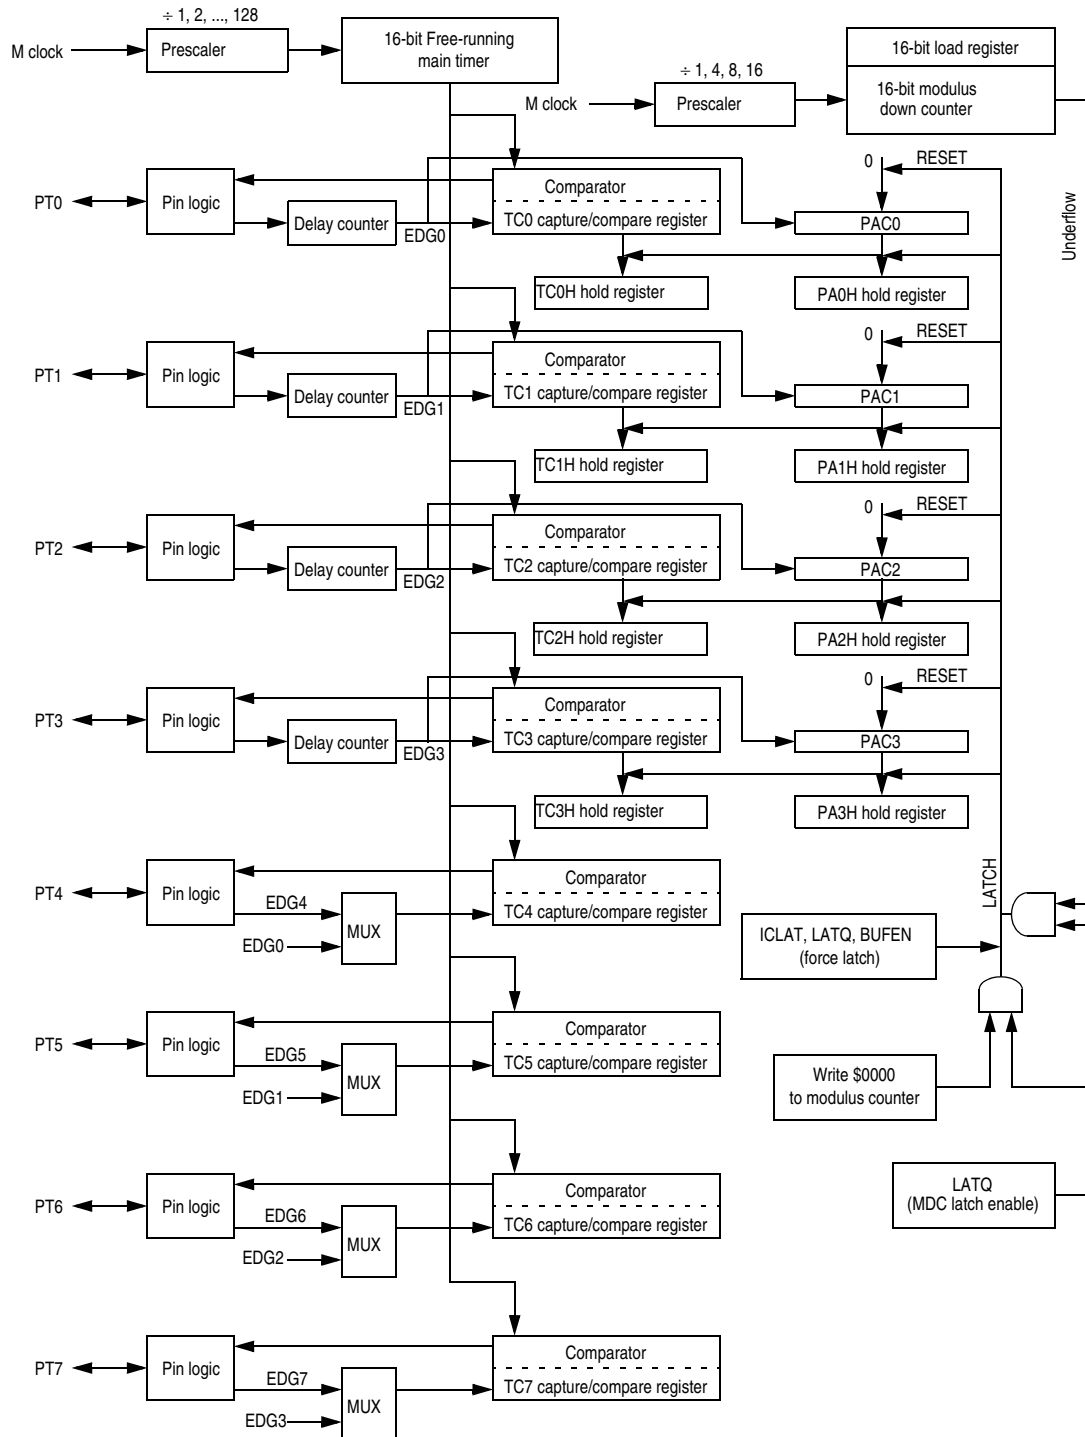 ÷ 1, 2, ..., 128
M clock
Prescaler
16-bit Free-running
main timer
÷ 1, 4, 8, 16
M clock
Prescaler
16-bit load register
16-bit modulus
down counter
Underflow
PT0
Pin logic
Delay counter
EDG0
Comparator
TC0 capture/compare register
0
RESET
PAC0
TC0H hold register
PA0H hold register
PT1
Pin logic
Delay counter
EDG1
Comparator
TC1 capture/compare register
0
RESET
PAC1
TC1H hold register
PA1H hold register
PT2
Pin logic
Delay counter
EDG2
Comparator
TC2 capture/compare register
0
RESET
PAC2
TC2H hold register
PA2H hold register
PT3
Pin logic
Delay counter
EDG3
Comparator
TC3 capture/compare register
0
RESET
PAC3
TC3H hold register
PA3H hold register
PT4
Pin logic
EDG4
EDG0
MUX
Comparator
TC4 capture/compare register
LATCH
ICLAT, LATQ, BUFEN
(force latch)
PT5
Pin logic
EDG5
EDG1
MUX
Comparator
TC5 capture/compare register
Write $0000
to modulus counter
PT6
Pin logic
EDG6
EDG2
MUX
Comparator
TC6 capture/compare register
LATQ
(MDC latch enable)
PT7
Pin logic
EDG7
EDG3
MUX
Comparator
TC7 capture/compare register